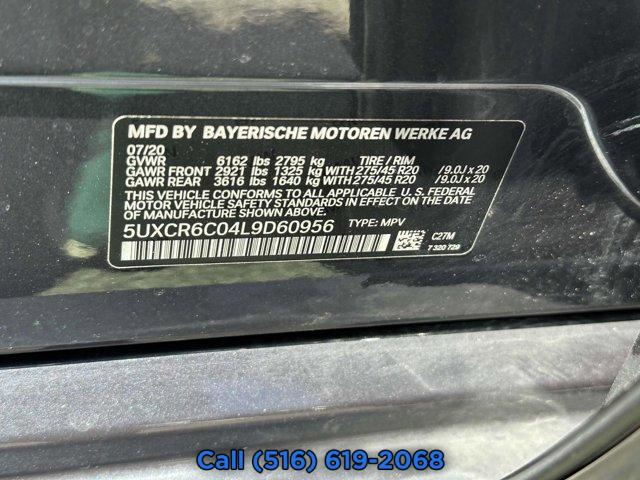 MFD BY BAYERISCHE MOTOREN WERKE AG
07/20
GVWR 6162 lbs 2795 kg TIRE / RIM
GAWR FRONT 2921 lbs 1325 kg WITH 275/45 R20 /9.0J x 20
GAWR REAR 3616 lbs 1640 kg WITH 275/45 R20 /9.0J x 20
THIS VEHICLE CONFORMS TO ALL APPLICABLE U. S. FEDERAL
MOTOR VEHICLE SAFETY STANDARDS IN EFFECT ON THE
DATE OF MANUFACTURE SHOWN ABOVE.
5UXCR6C04L9D60956 TYPE: MPV
C27M
7 320 729
Call (516) 619-2068